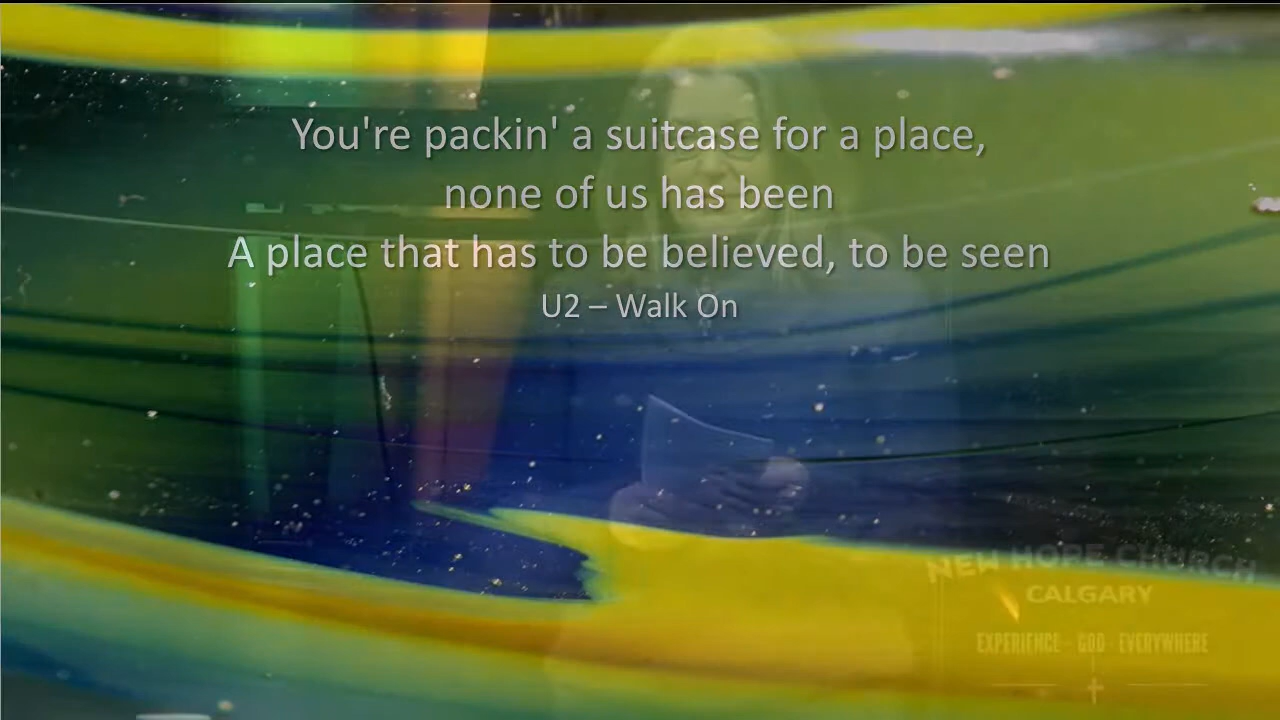 You're packin' a suitcase for a place,
none of us has been
A place that has to be believed, to be seen
U2 – Walk On
NEW HOPE CHURCH
CALGARY
EXPERIENCE · GOD · EVERYWHERE